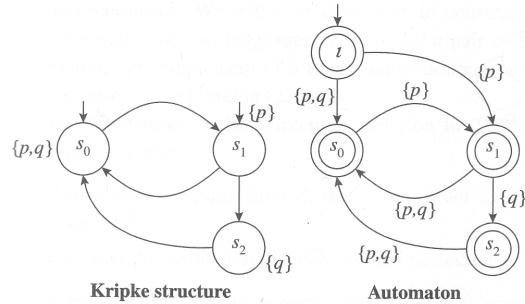 ι
{p} {p}
{p,q} s₀ s₁
s₂
{q}
Kripke structure
{p}
{p,q} {p}
s₀ s₁
{p,q} {q}
{p,q} s₂
Automaton